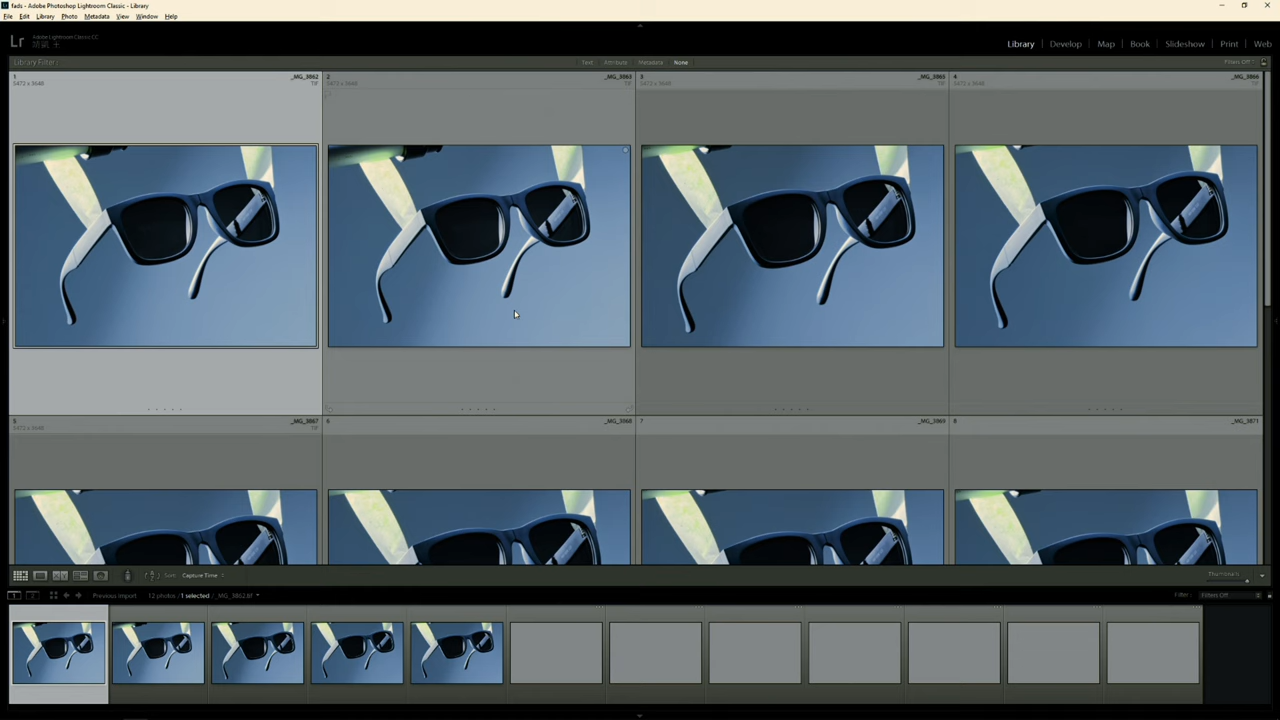 fads - Adobe Photoshop Lightroom Classic - Library
File Edit Library Photo Metadata View Window Help
Lr Adobe Lightroom Classic CC
Library Develop Map Book Slideshow Print Web
Library Filter: Text Attribute Metadata None Filters Off
1 _MG_3862 2 _MG_3863 3 _MG_3865 4 _MG_3866
5472 x 3648 TIF 5472 x 3648 TIF 5472 x 3648 TIF 5472 x 3648 TIF
5 _MG_3867 6 _MG_3868 7 _MG_3869 8 _MG_3871
5472 x 3648 TIF
Sort: Capture Time Thumbnails
1 2 Previous Import 12 photos / 1 selected / _MG_3862.tif Filter: Filters Off